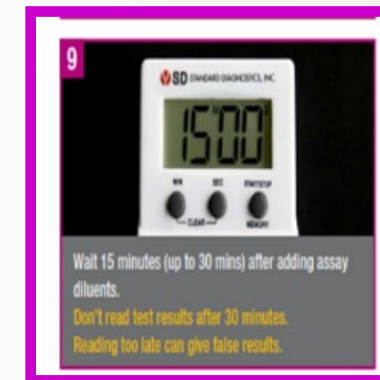 9
SD STANDARD DIAGNOSTICS, INC.
15:00
MIN SEC START/STOP
CLEAR MEMORY
Wait 15 minutes (up to 30 mins) after adding assay
diluents.
Don't read test results after 30 minutes.
Reading too late can give false results.